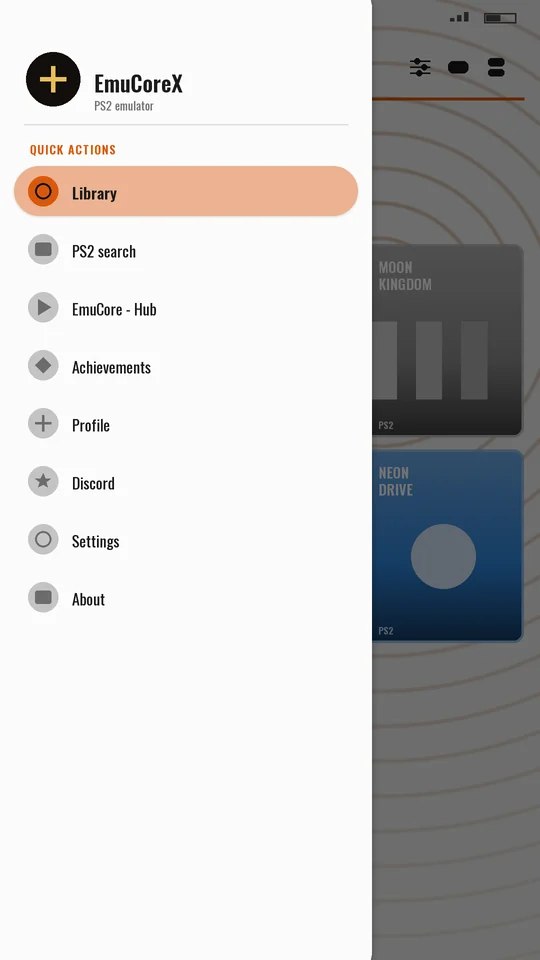 EmuCoreX
PS2 emulator
QUICK ACTIONS
Library
PS2 search
EmuCore - Hub
Achievements
Profile
Discord
Settings
About
MOON
KINGDOM
PS2
NEON
DRIVE
PS2